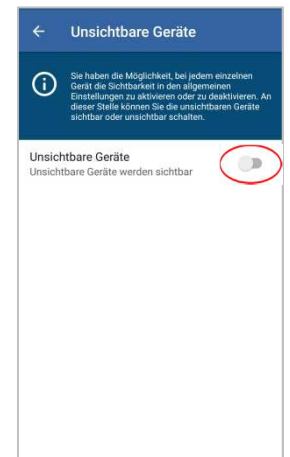 Unsichtbare Geräte
Sie haben die Möglichkeit, bei jedem einzelnen
Gerät die Sichtbarkeit in den allgemeinen
Einstellungen zu aktivieren oder zu deaktivieren. An
dieser Stelle können Sie die unsichtbaren Geräte
sichtbar oder unsichtbar schalten.
Unsichtbare Geräte
Unsichtbare Geräte werden sichtbar